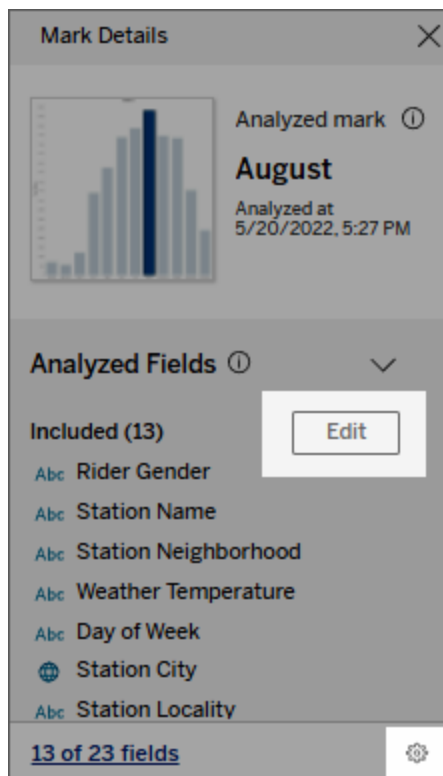 Mark Details
Analyzed mark
August
Analyzed at
5/20/2022, 5:27 PM
Analyzed Fields
Included (13)
Edit
Abc Rider Gender
Abc Station Name
Abc Station Neighborhood
Abc Weather Temperature
Abc Day of Week
Station City
Abc Station Locality
13 of 23 fields